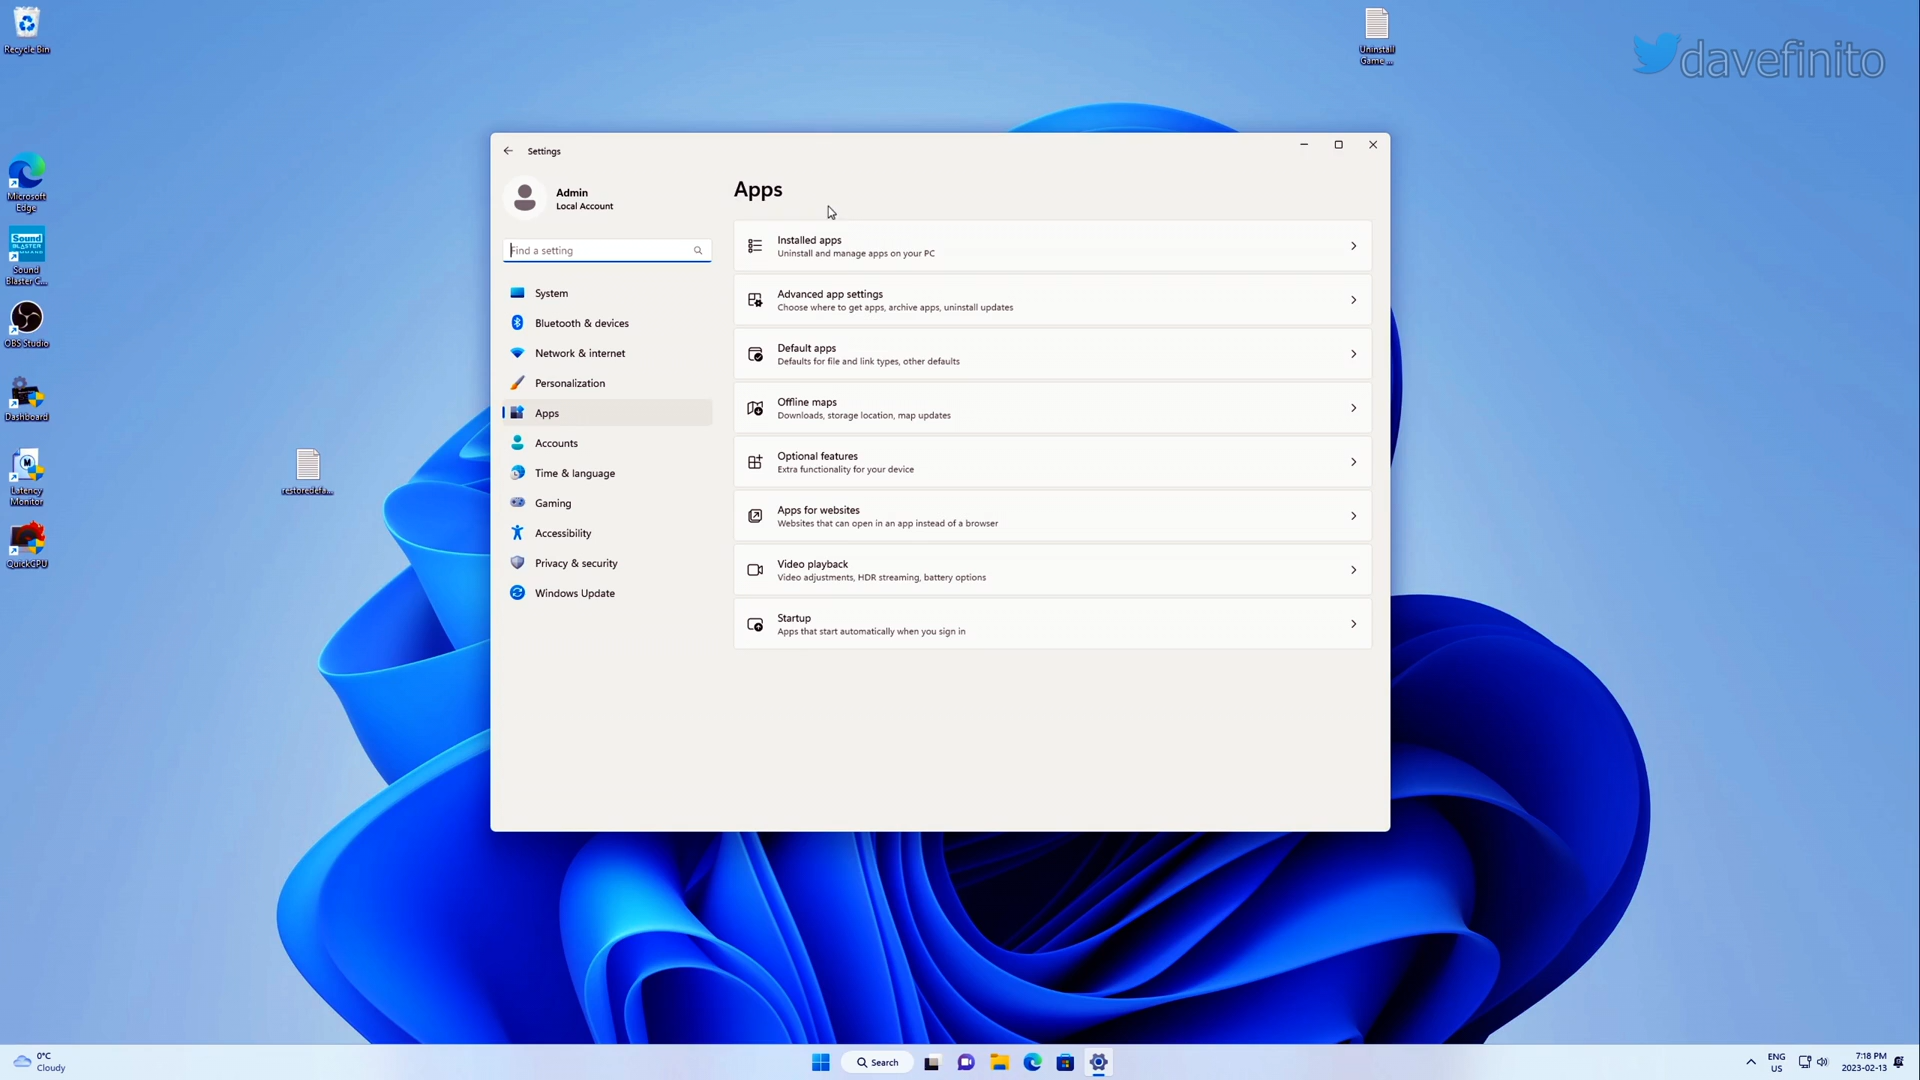 Recycle Bin
Uninstall
Game ...
davefinito
Microsoft
Edge
Sound
Blaster C...
OBS Studio
Dashboard
Latency
Monitor
QuickCPU
restoredefa...
Settings
Admin
Local Account
Find a setting
System
Bluetooth & devices
Network & internet
Personalization
Apps
Accounts
Time & language
Gaming
Accessibility
Privacy & security
Windows Update
Apps
Installed apps
Uninstall and manage apps on your PC
Advanced app settings
Choose where to get apps, archive apps, uninstall updates
Default apps
Defaults for file and link types, other defaults
Offline maps
Downloads, storage location, map updates
Optional features
Extra functionality for your device
Apps for websites
Websites that can open in an app instead of a browser
Video playback
Video adjustments, HDR streaming, battery options
Startup
Apps that start automatically when you sign in
0°C
Cloudy
Search
ENG
US
7:18 PM
2023-02-13